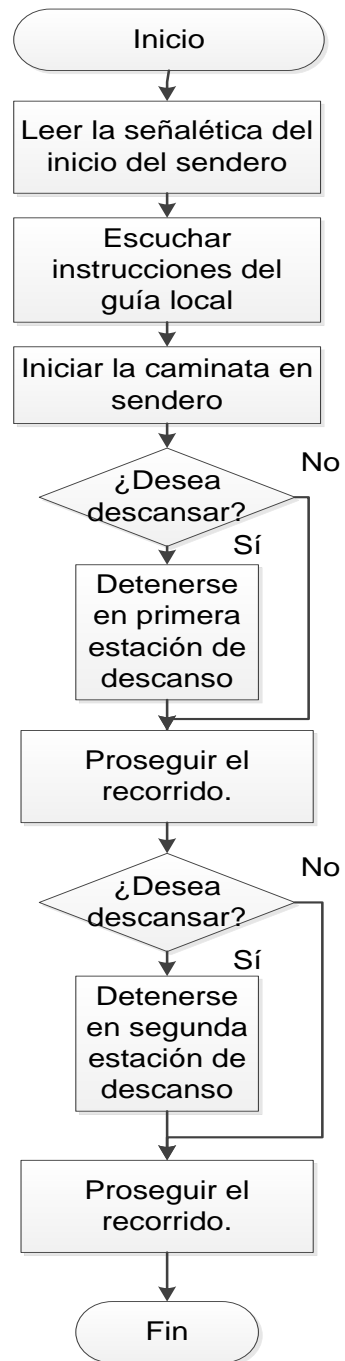 Inicio
Leer la señalética del
inicio del sendero
Escuchar
instrucciones del
guía local
Iniciar la caminata en
sendero
¿Desea
descansar?
No
Sí
Detenerse
en primera
estación de
descanso
Proseguir el
recorrido.
¿Desea
descansar?
No
Sí
Detenerse
en segunda
estación de
descanso
Proseguir el
recorrido.
Fin